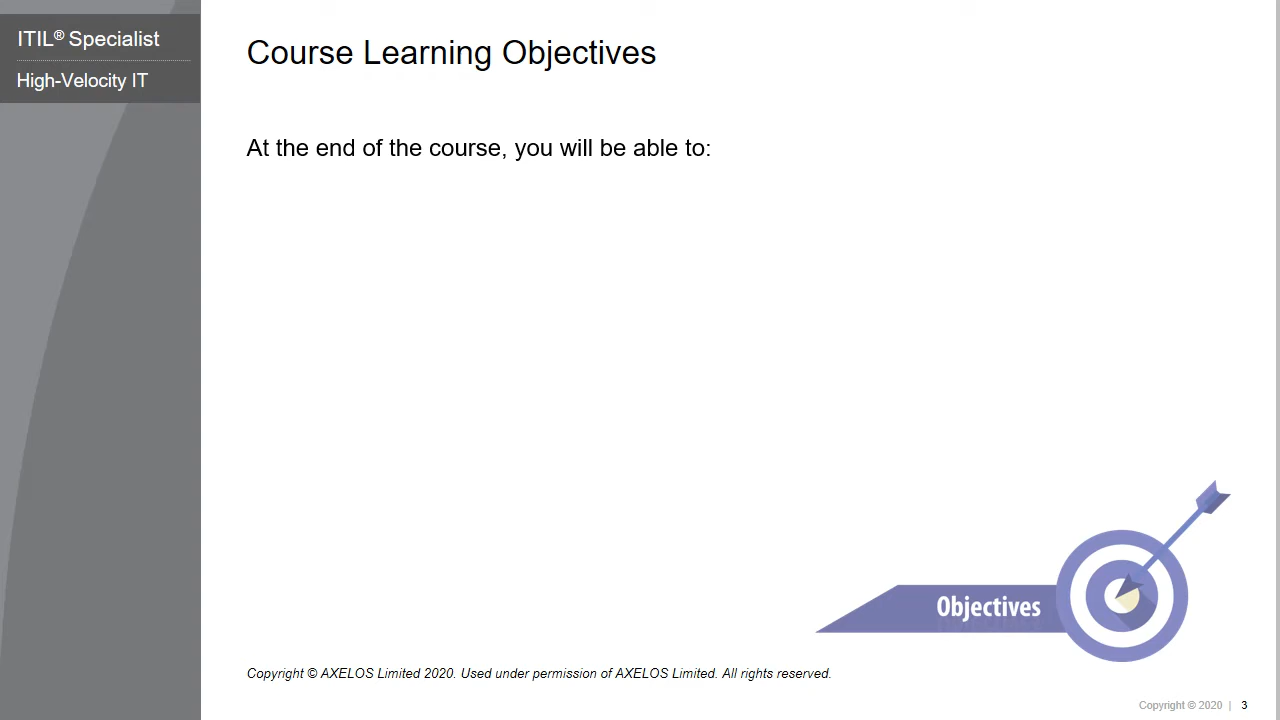 ITIL® Specialist
High-Velocity IT
Course Learning Objectives
At the end of the course, you will be able to:
Objectives
Copyright © AXELOS Limited 2020. Used under permission of AXELOS Limited. All rights reserved.
Copyright © 2020 | 3